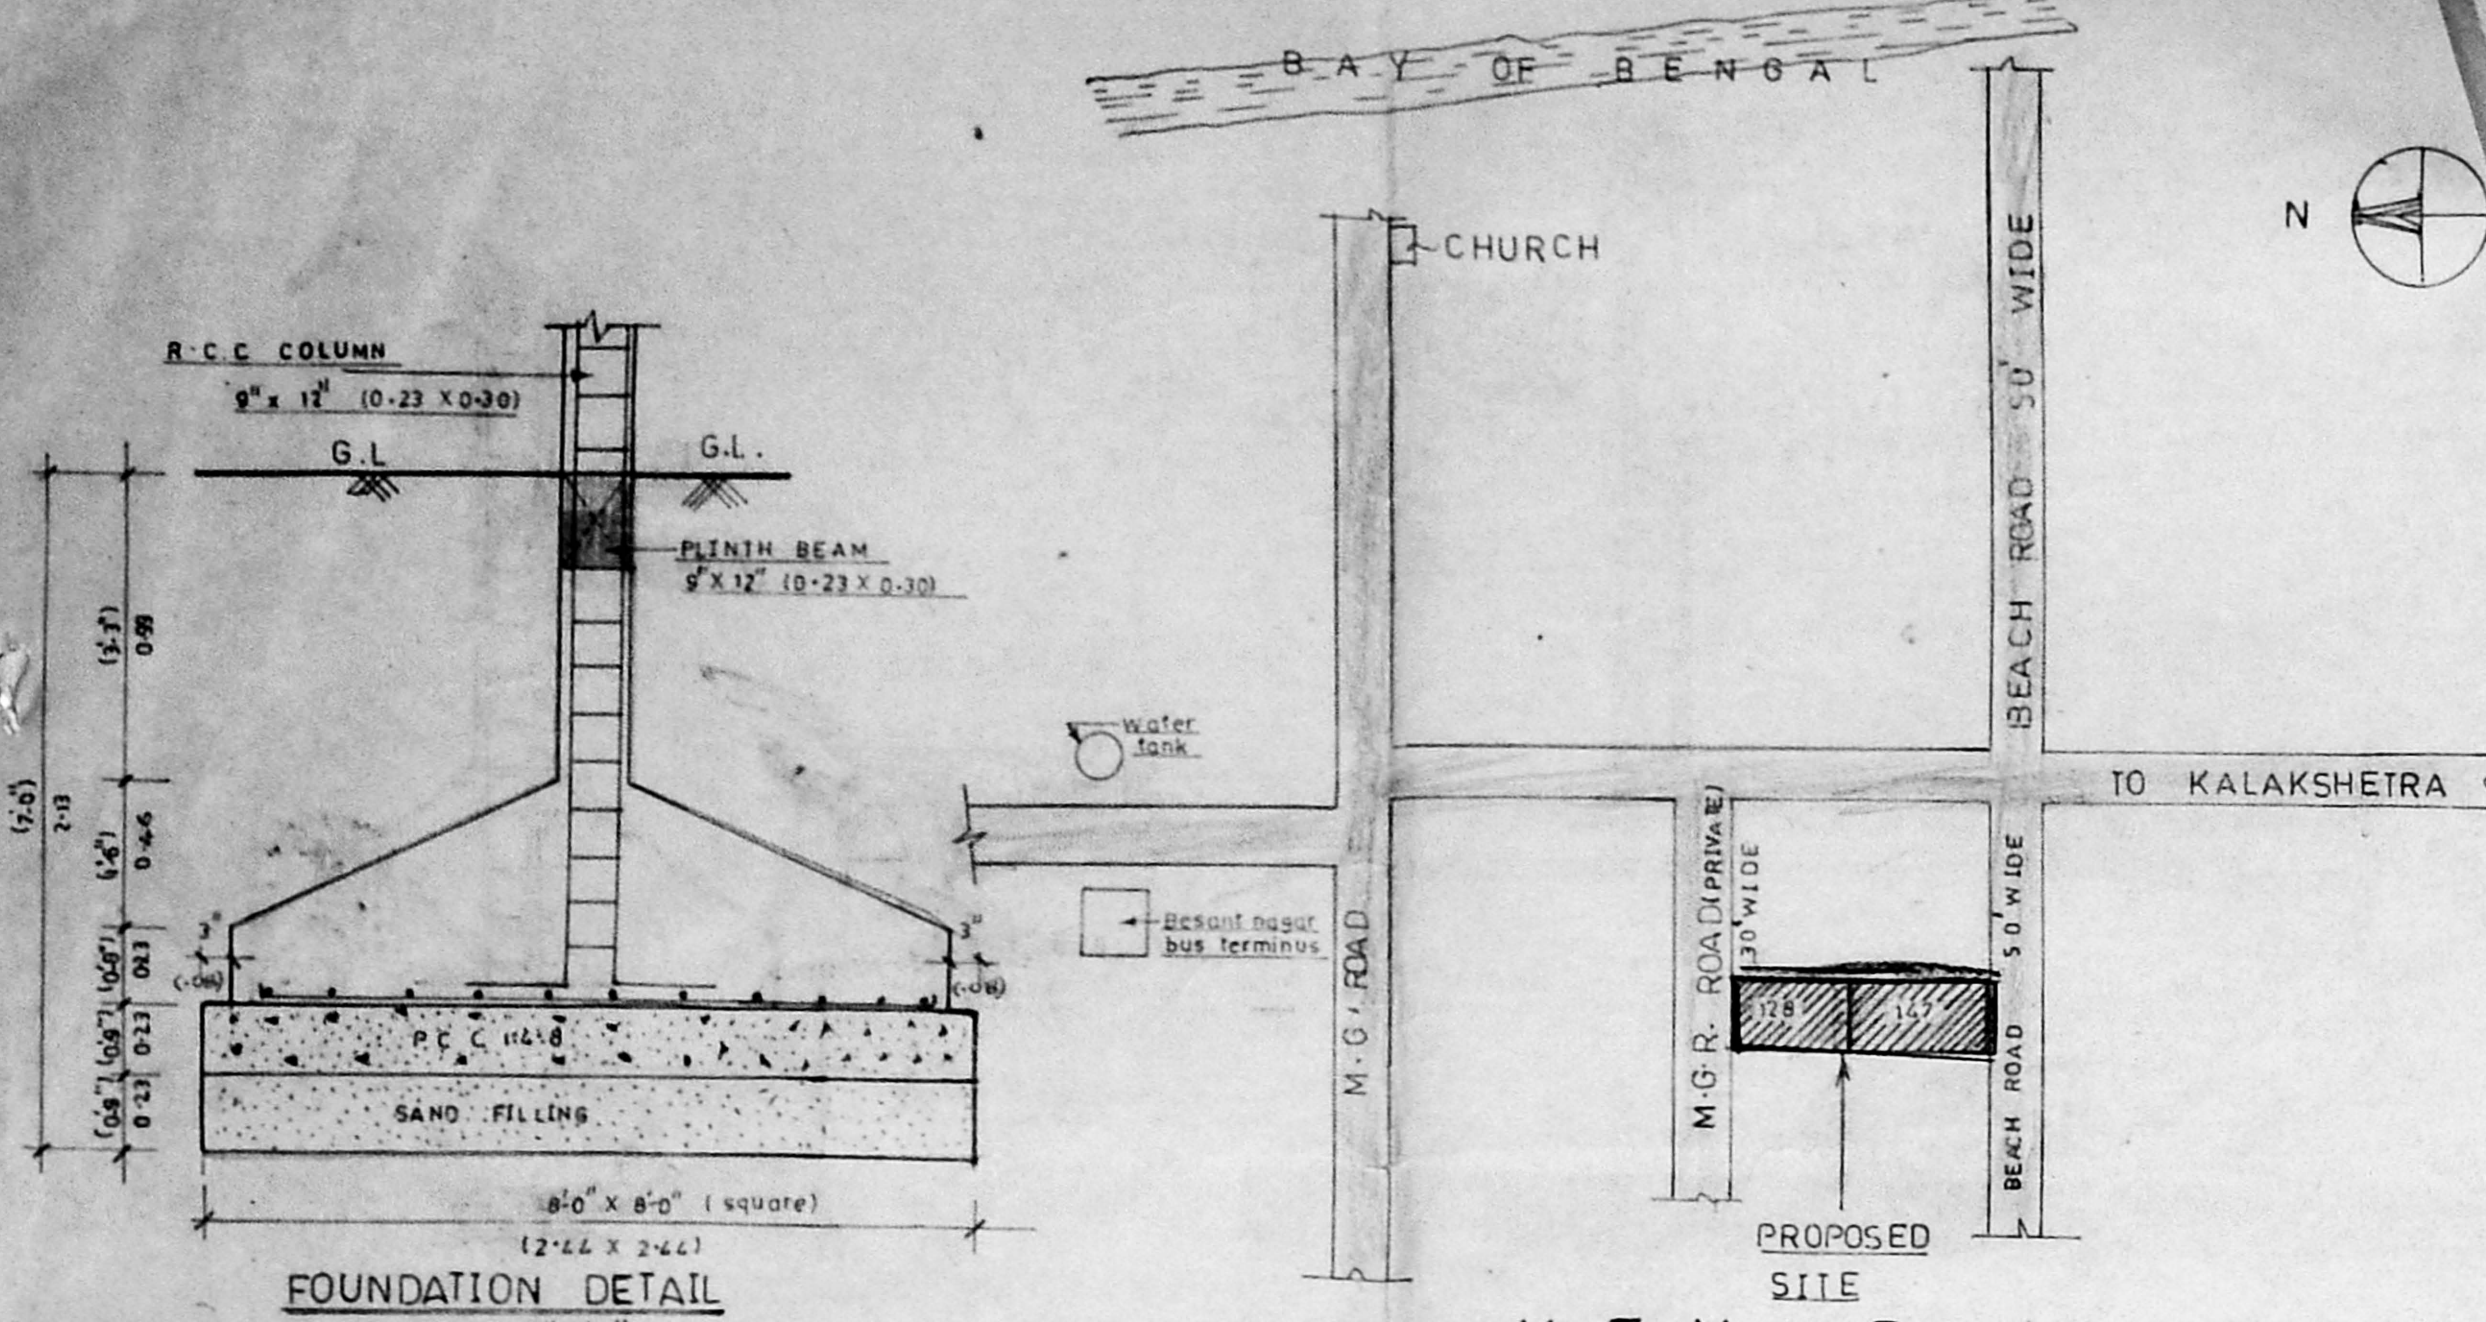 BAY OF BENGAL
N
CHURCH
BEACH ROAD 50' WIDE
R.C.C COLUMN
9" x 12" (0.23 X 0.30)
G.L
G.L.
PLINTH BEAM
9" X 12" (0.23 X 0.30)
(3'.3")
0.99
(7'.0")
2.13
0.46
(0'.9")
0.23
(0'.9")
0.23
(0'.9")
0.23
3"
3"
(.08)
(.08)
P C C 1:4:8
SAND FILLING
8'-0" X 8'-0" (square)
(2.44 X 2.44)
FOUNDATION DETAIL
Water
tank
Besant nagar
bus terminus
M.G. ROAD
M.G.R. ROAD (PRIVATE)
30' WIDE
TO KALAKSHETRA
BEACH ROAD 50' WIDE
128
147
PROPOSED
SITE